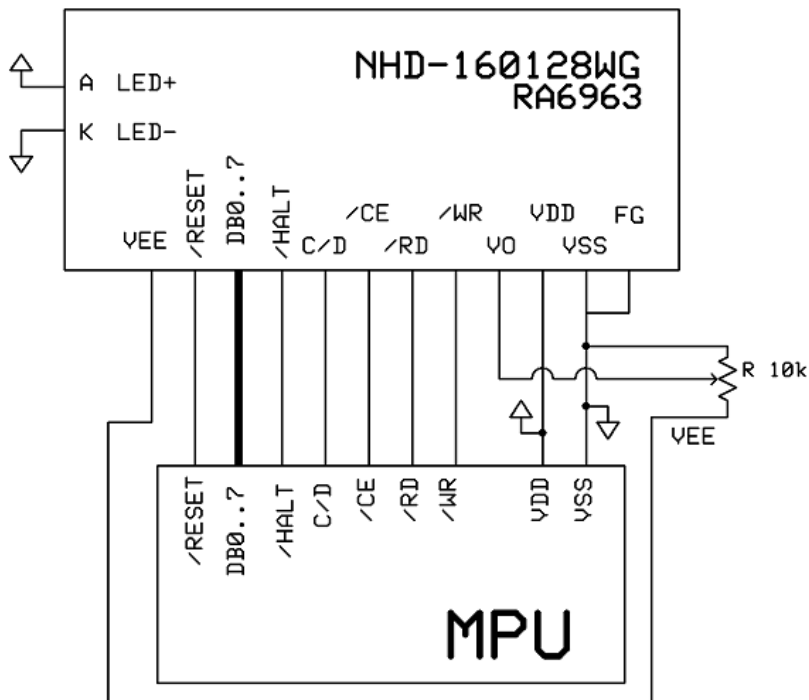 NHD-160128WG
RA6963
A LED+
K LED-
VEE
/RESET
DB0..7
/HALT
C/D
/CE
/RD
/WR
VO
VDD
VSS
FG
R 10k
VEE
/RESET
DB0..7
/HALT
C/D
/CE
/RD
/WR
VDD
VSS
MPU